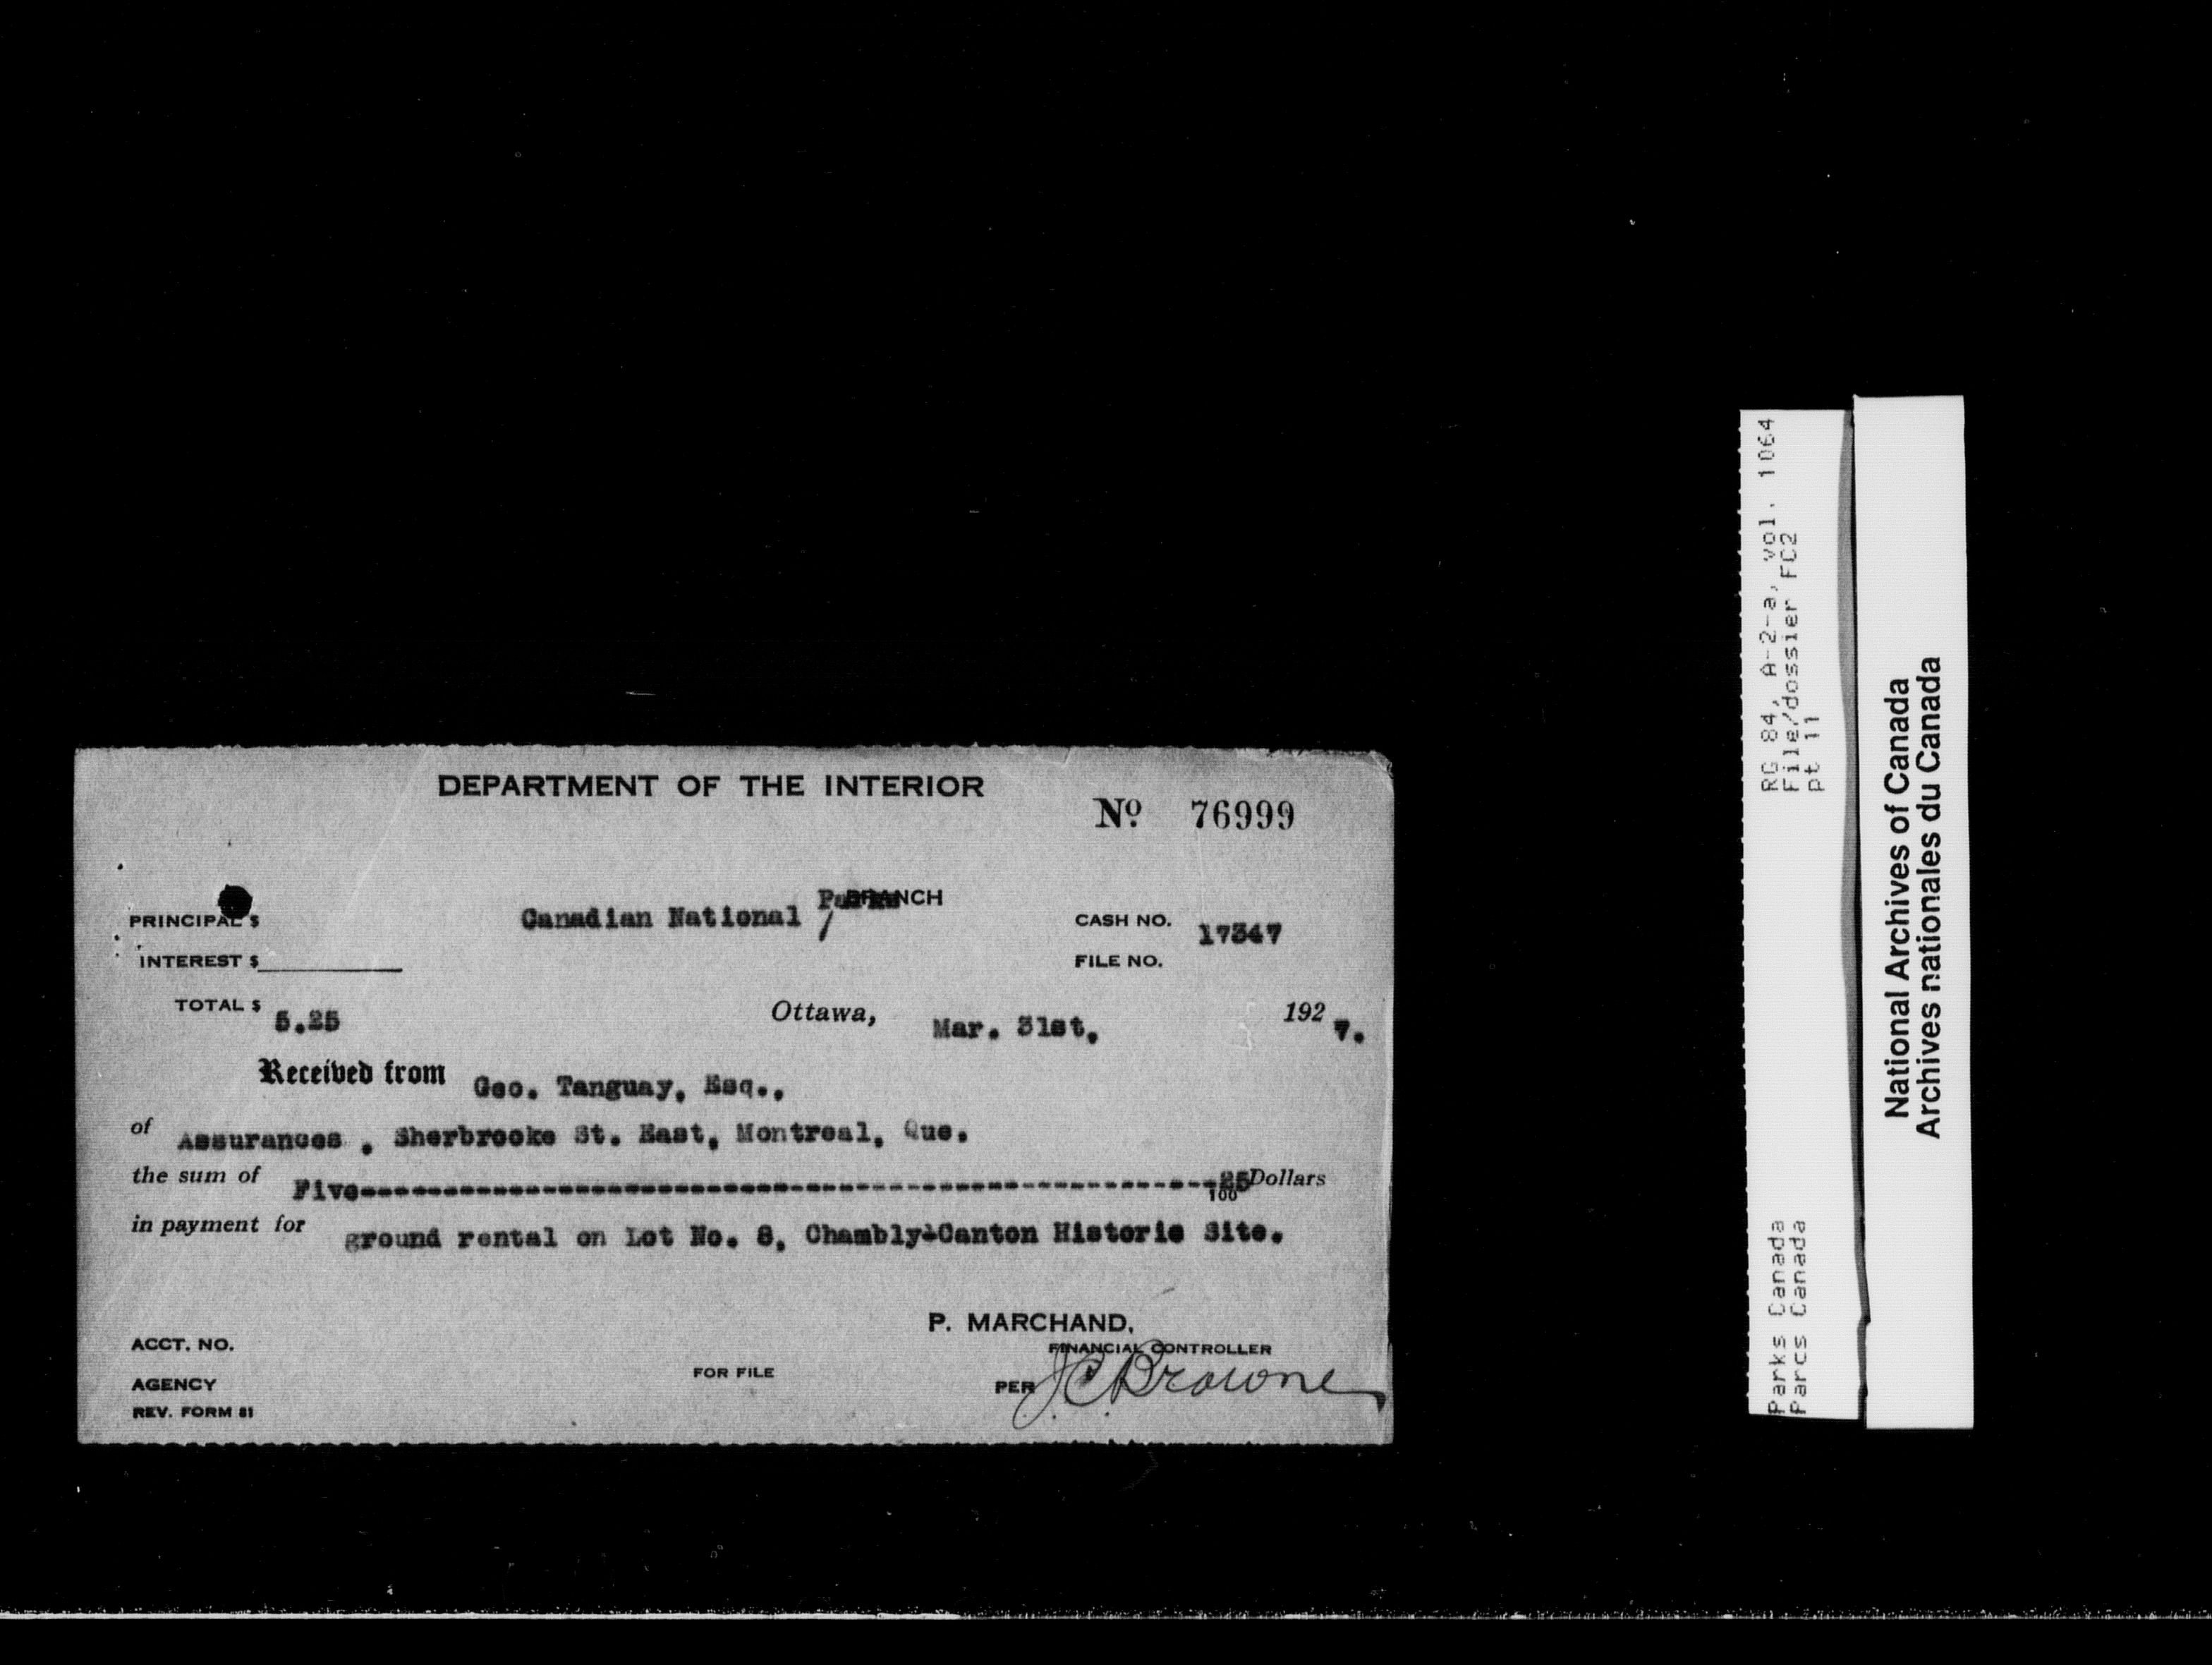 DEPARTMENT OF THE INTERIOR
Nº 76999
Canadian National Parks BRANCH
PRINCIPAL $
CASH NO. 17347
INTEREST $
FILE NO.
TOTAL $ 5.25
Ottawa, Mar. 31st, 192 7.
Received from Geo. Tanguay, Esq.,
of Assurances , Sherbrooke St. East, Montreal, Que.
the sum of Five------------------------------------------------25/100 Dollars
in payment for ground rental on Lot No. 8, Chambly-Canton Historic Site.
P. MARCHAND,
FINANCIAL CONTROLLER
ACCT. NO.
FOR FILE
AGENCY
PER J.C. Browne
REV. FORM 81
RG 84, A-2-a, vol. 1064
File/dossier FC2
pt 11
Parks Canada
Parcs Canada
National Archives of Canada
Archives nationales du Canada